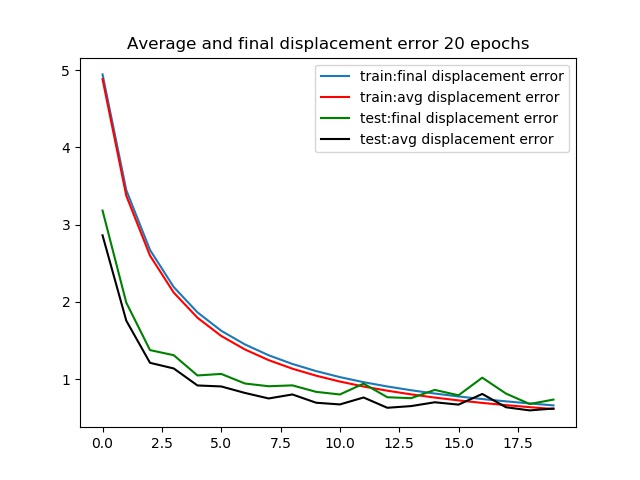 Average and final displacement error 20 epochs
train:final displacement error
train:avg displacement error
test:final displacement error
test:avg displacement error
5
4
3
2
1
0.0 2.5 5.0 7.5 10.0 12.5 15.0 17.5